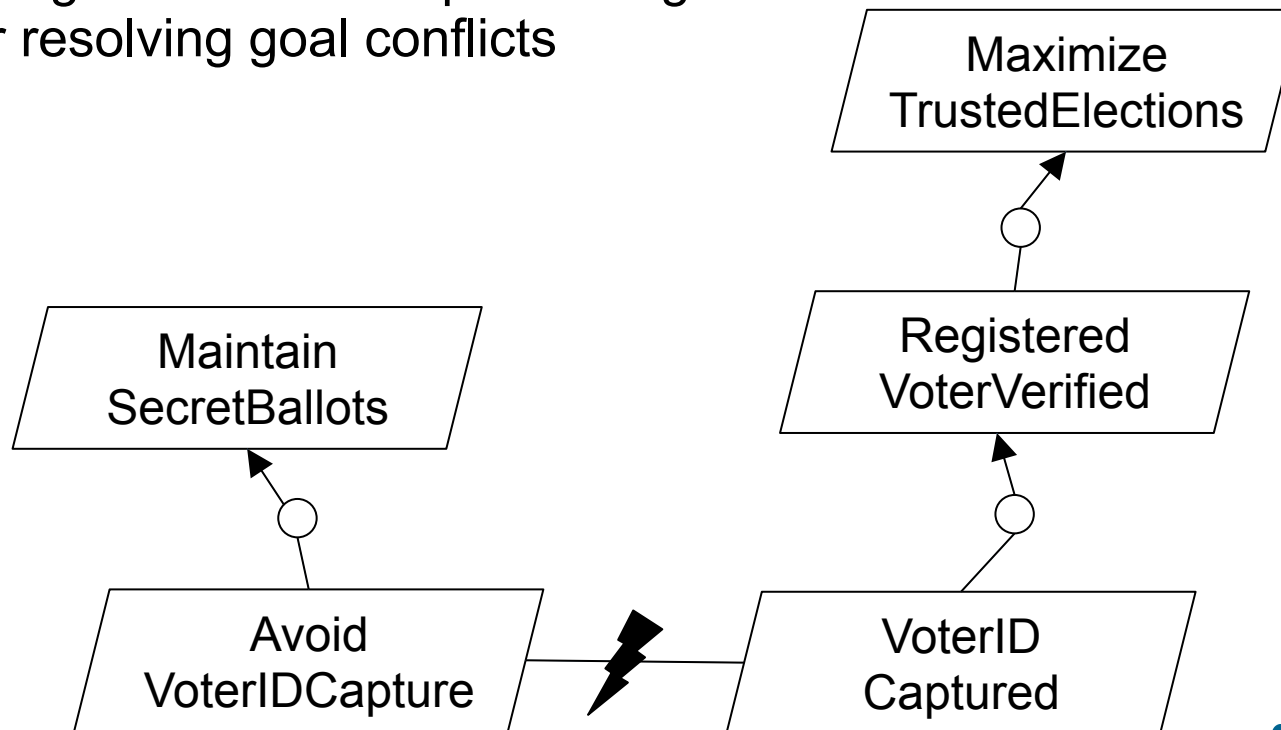 resolving goal conflicts
Maximize
TrustedElections
Registered
VoterVerified
Maintain
SecretBallots
Avoid
VoterIDCapture
VoterID
Captured